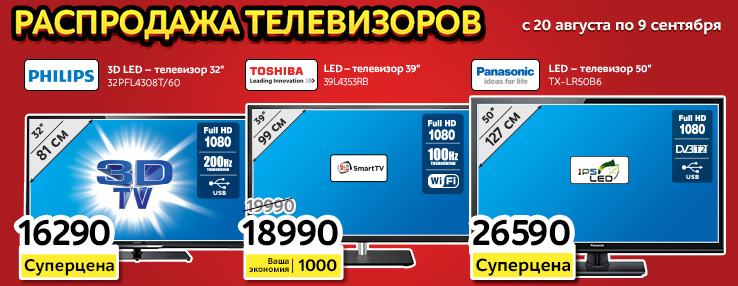 РАСПРОДАЖА ТЕЛЕВИЗОРОВ
с 20 августа по 9 сентября
PHILIPS
3D LED – телевизор 32"
32PFL4308T/60
TOSHIBA
Leading Innovation >>>
LED – телевизор 39"
39L4353RB
Panasonic
ideas for life
LED – телевизор 50"
TX-LR50B6
32"
81 СМ
3D
TV
Full HD
1080
200Hz
USB
16290
Суперцена
39"
99 СМ
SmartTV
Full HD
1080
100Hz
Wi Fi
19990
18990
Ваша
экономия
1000
50"
127 СМ
IPS
LED
Full HD
1080
DVB T2
USB
Panasonic
26590
Суперцена